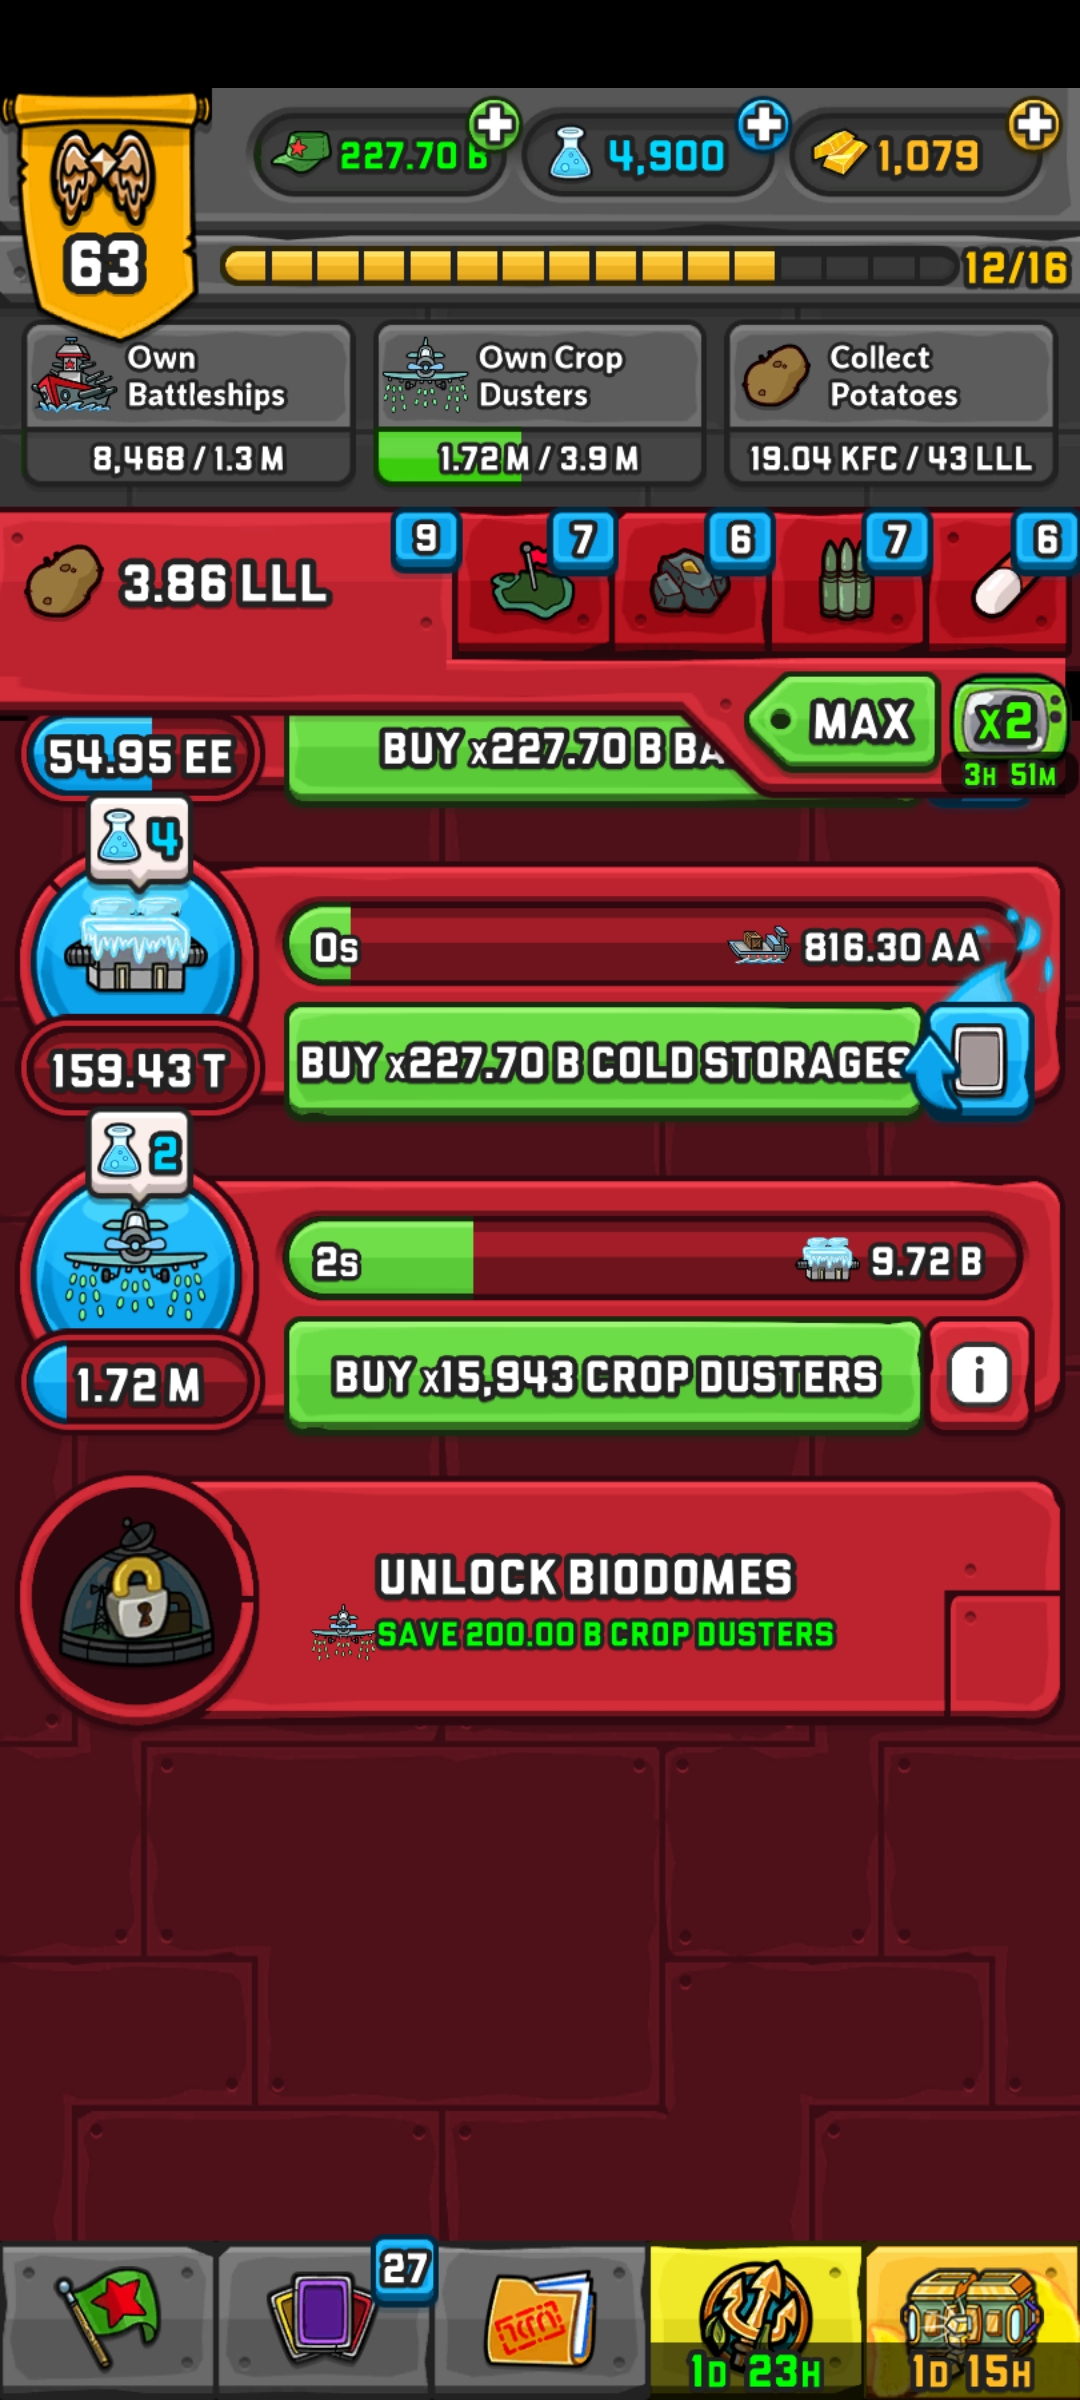 227.70 B
4,900
1,079
63
12/16
Own
Battleships
8,468 / 1.3 M
Own Crop
Dusters
1.72 M / 3.9 M
Collect
Potatoes
19.04 KFC / 43 LLL
3.86 LLL
9
7
6
7
6
MAX
x2
3H 51M
54.95 EE
BUY x227.70 B BA
4
0s
816.30 AA
159.43 T
BUY x227.70 B COLD STORAGES
2
2s
9.72 B
1.72 M
BUY x15,943 CROP DUSTERS
i
UNLOCK BIODOMES
SAVE 200.00 B CROP DUSTERS
27
1D 23H
1D 15H